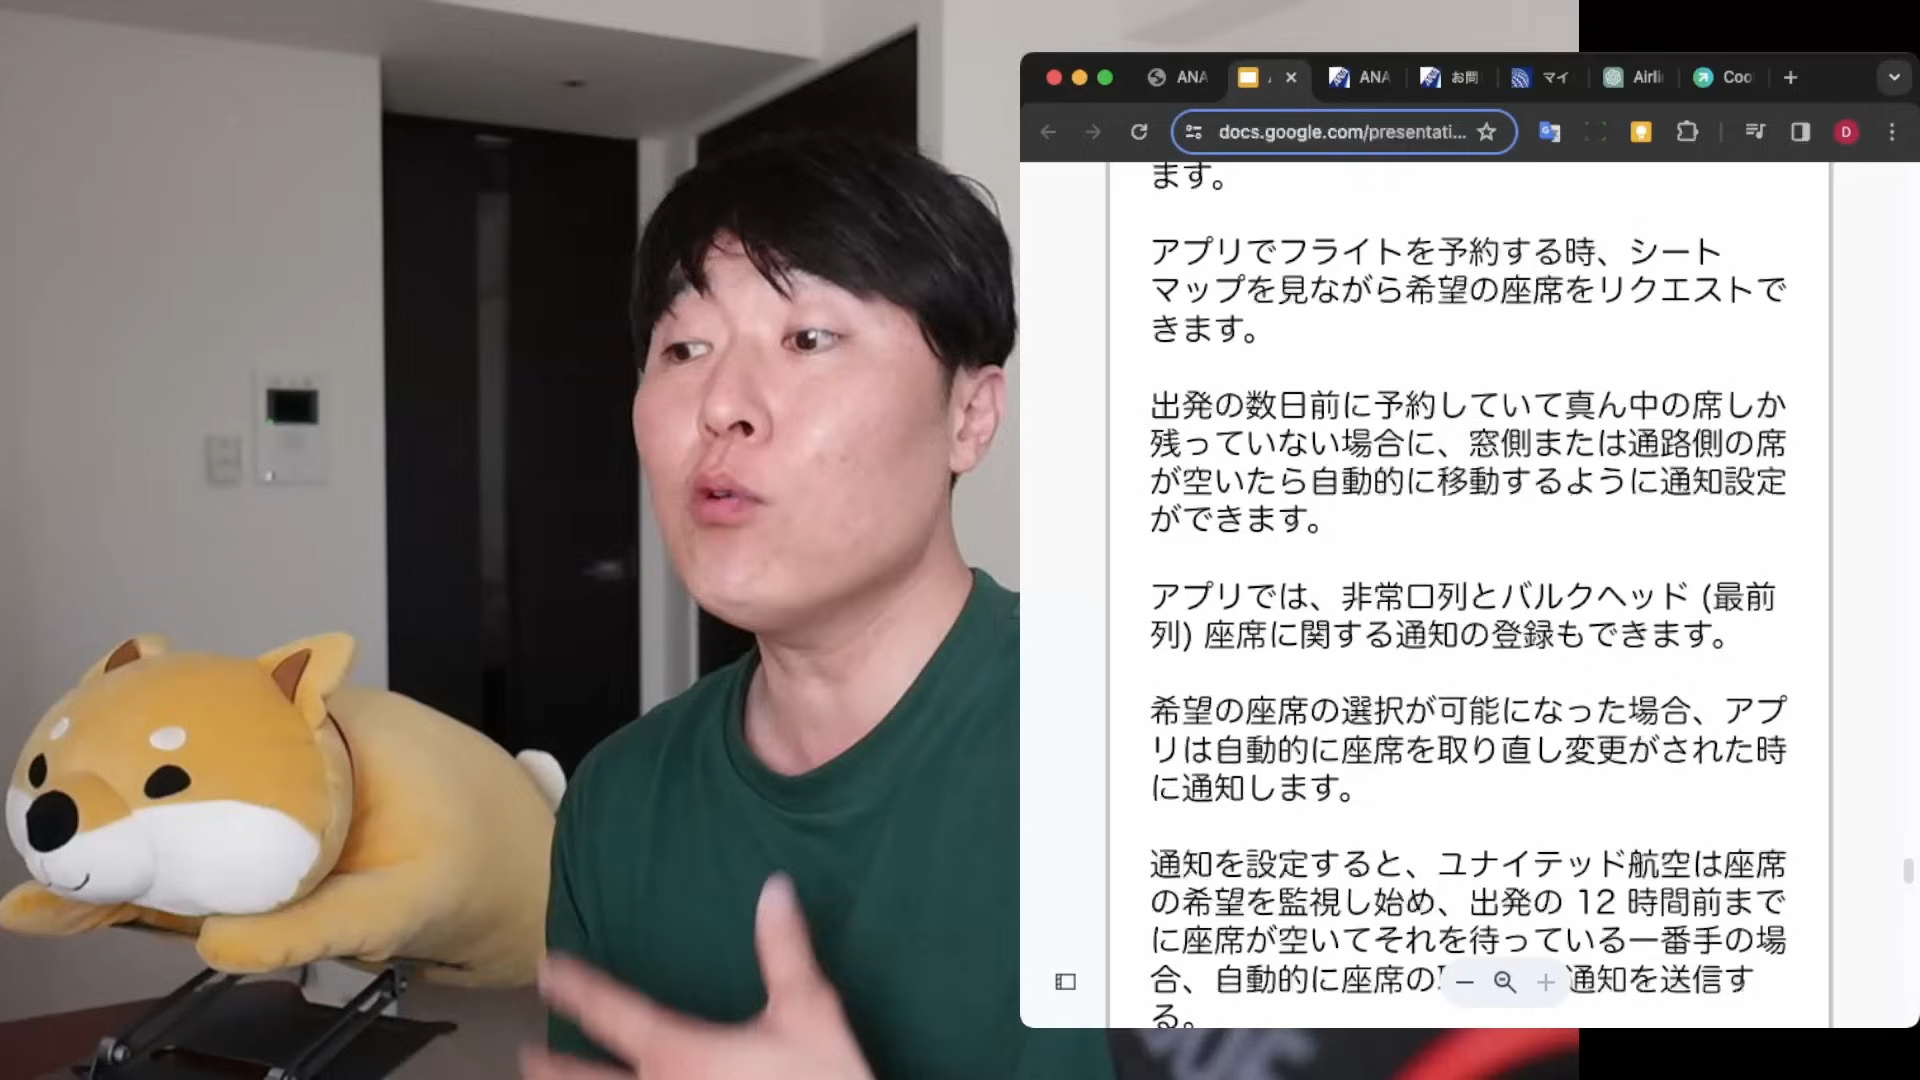 ANA
ANA
お問
マイ
Airli
Coo
docs.google.com/presentati...
D
ます。
アプリでフライトを予約する時、シート
マップを見ながら希望の座席をリクエストで
きます。
出発の数日前に予約していて真ん中の席しか
残っていない場合に、窓側または通路側の席
が空いたら自動的に移動するように通知設定
ができます。
アプリでは、非常口列とバルクヘッド (最前
列) 座席に関する通知の登録もできます。
希望の座席の選択が可能になった場合、アプ
リは自動的に座席を取り直し変更がされた時
に通知します。
通知を設定すると、ユナイテッド航空は座席
の希望を監視し始め、出発の 12 時間前まで
に座席が空いてそれを待っている一番手の場
合、自動的に座席の 通知を送信す
る。